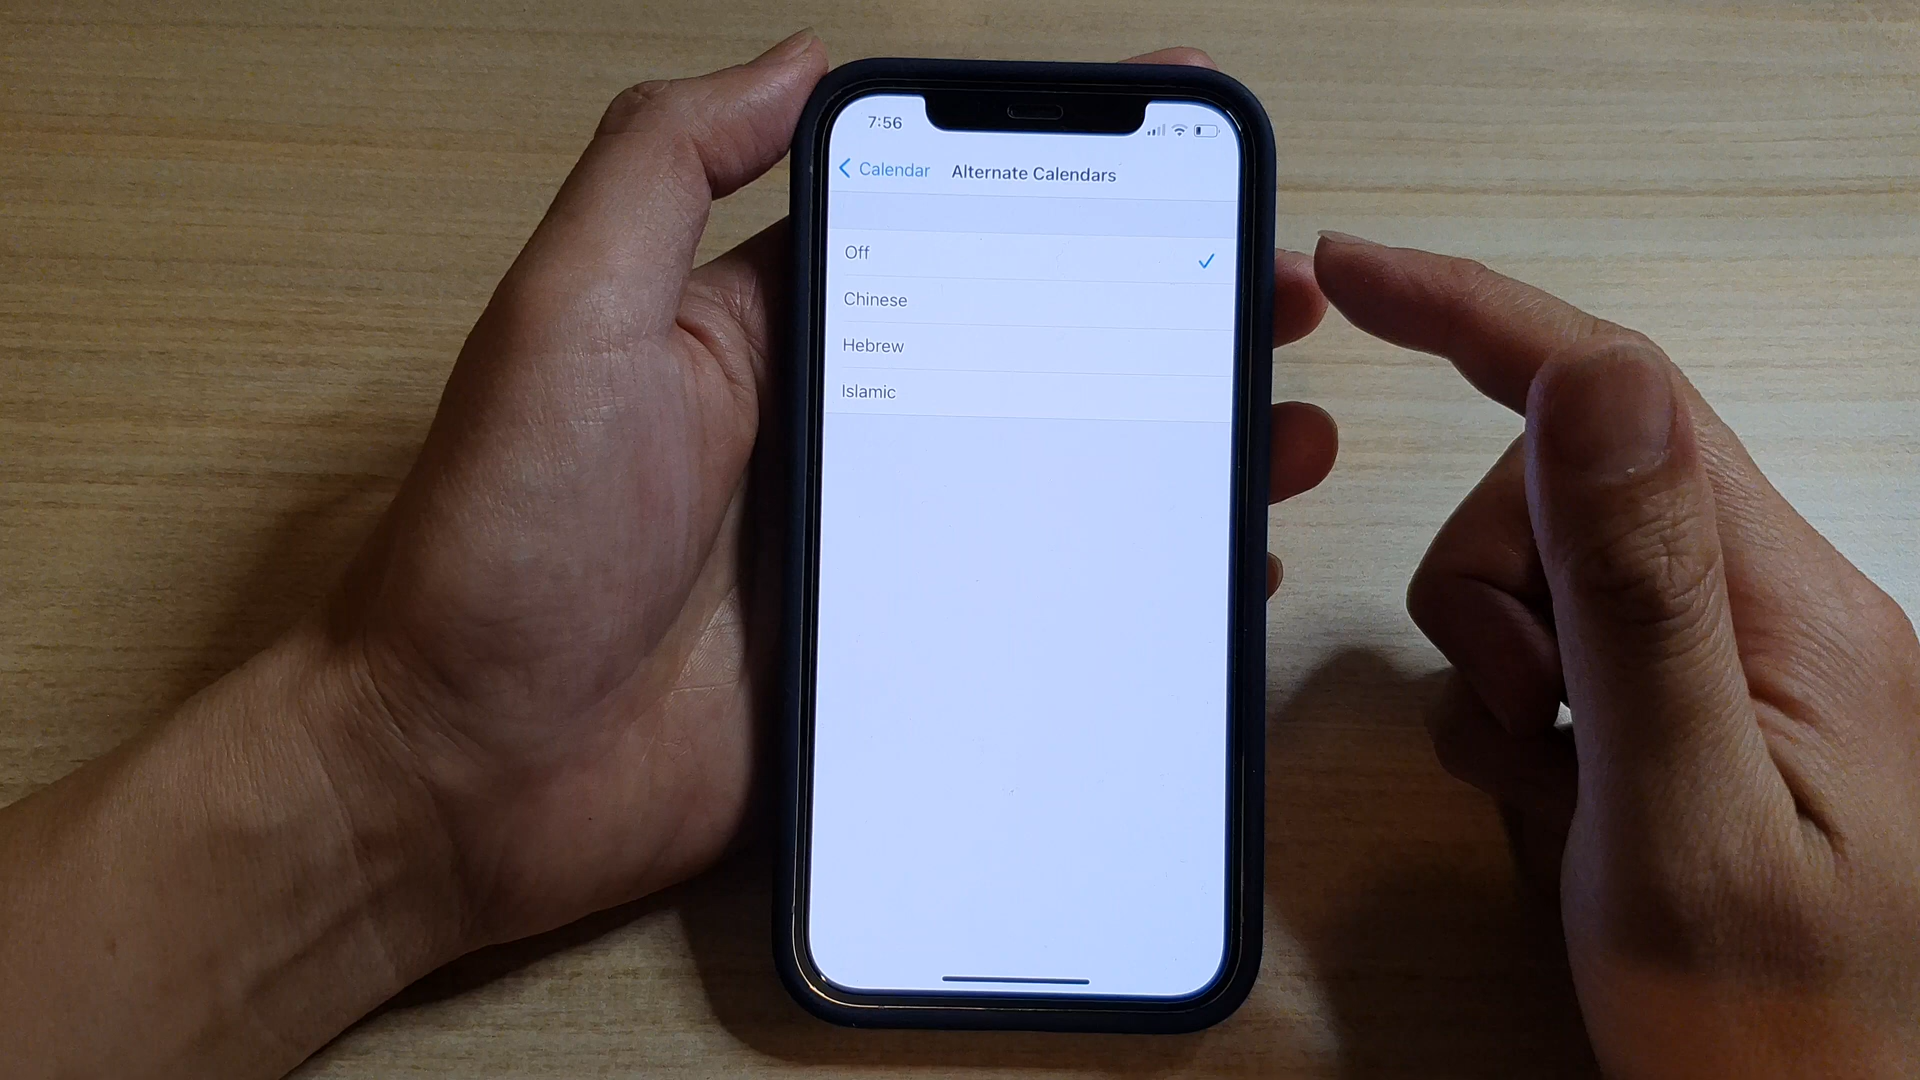 7:56
Calendar Alternate Calendars
Off
Chinese
Hebrew
Islamic